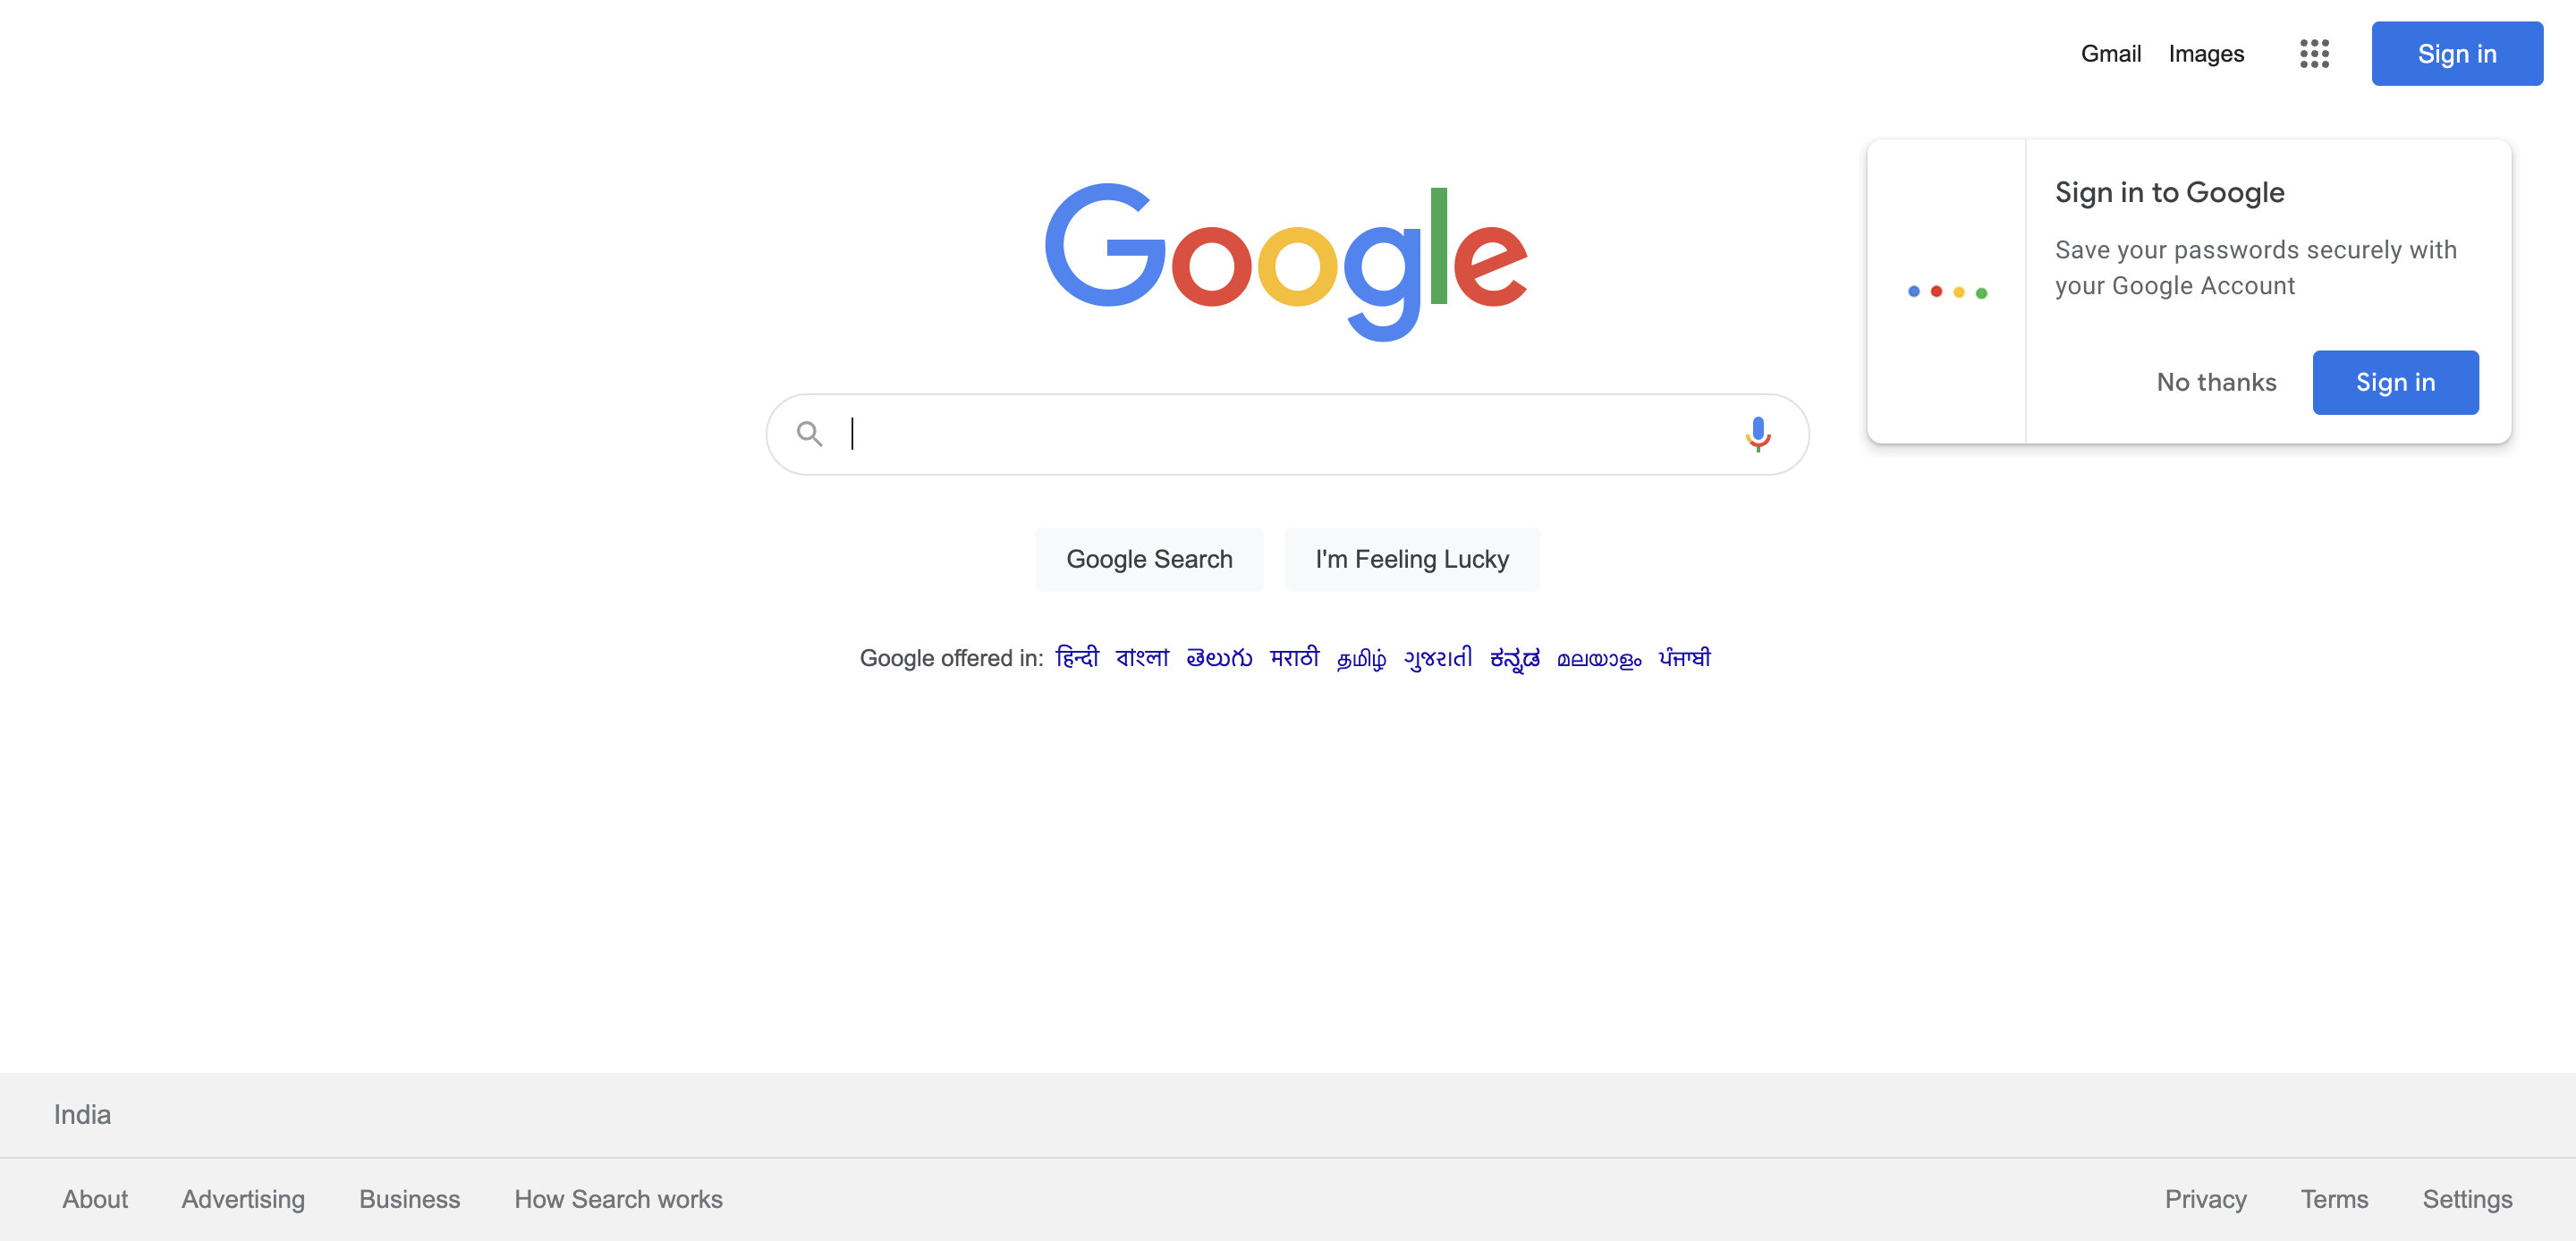 Gmail Images Sign in
Google
Sign in to Google
Save your passwords securely with
your Google Account
No thanks Sign in
Google Search I'm Feeling Lucky
Google offered in: हिन्दी বাংলা తెలుగు मराठी தமிழ் ગુજરાતી ಕನ್ನಡ മലയാളം ਪੰਜਾਬੀ
India
About Advertising Business How Search works Privacy Terms Settings